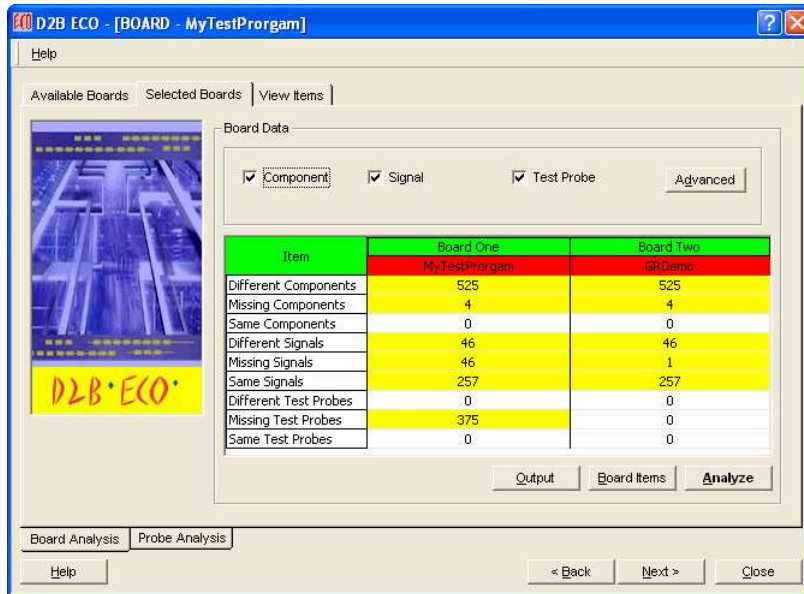 D2B ECO - [BOARD - MyTestProrgam]
Help
Available Boards Selected Boards View Items
Board Data
Component Signal Test Probe Advanced
Item Board One Board Two
MyTestProrgam GRDemo
Different Components 525 525
Missing Components 4 4
Same Components 0 0
Different Signals 46 46
Missing Signals 46 1
Same Signals 257 257
Different Test Probes 0 0
Missing Test Probes 375 0
Same Test Probes 0 0
D2B·ECO·
Output Board Items Analyze
Board Analysis Probe Analysis
Help < Back Next > Close